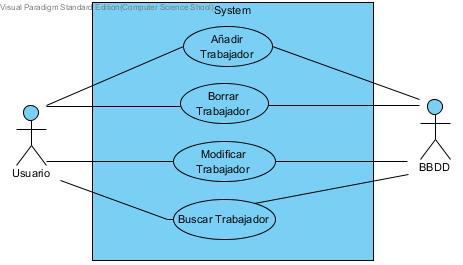 Visual Paradigm Standard Edition(Computer Science Shool)
System
Añadir
Trabajador
Borrar
Trabajador
Modificar
Trabajador
Buscar Trabajador
Usuario
BBDD